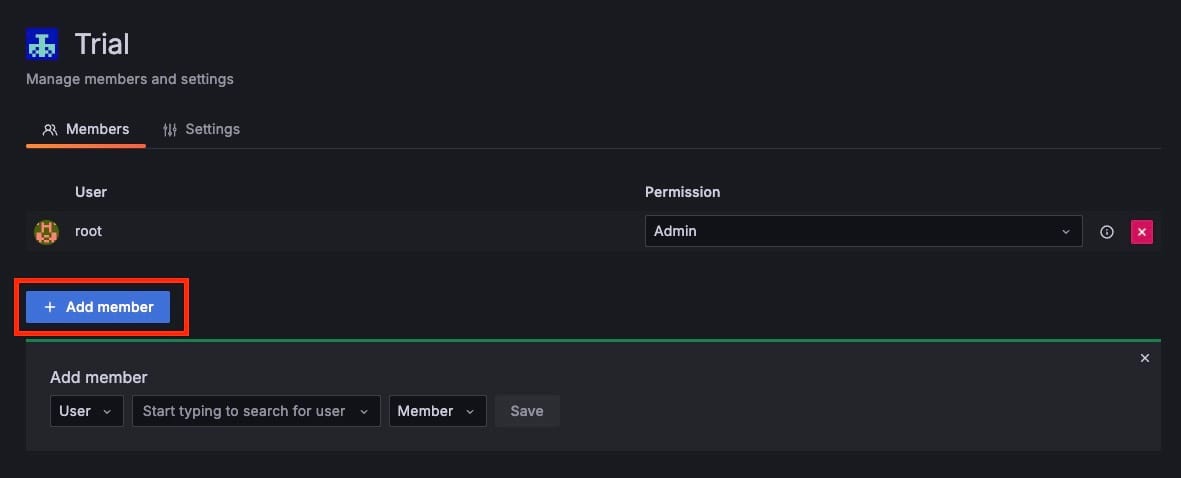 Trial
Manage members and settings
Members Settings
User Permission
root Admin
+ Add member
Add member
User Start typing to search for user Member Save